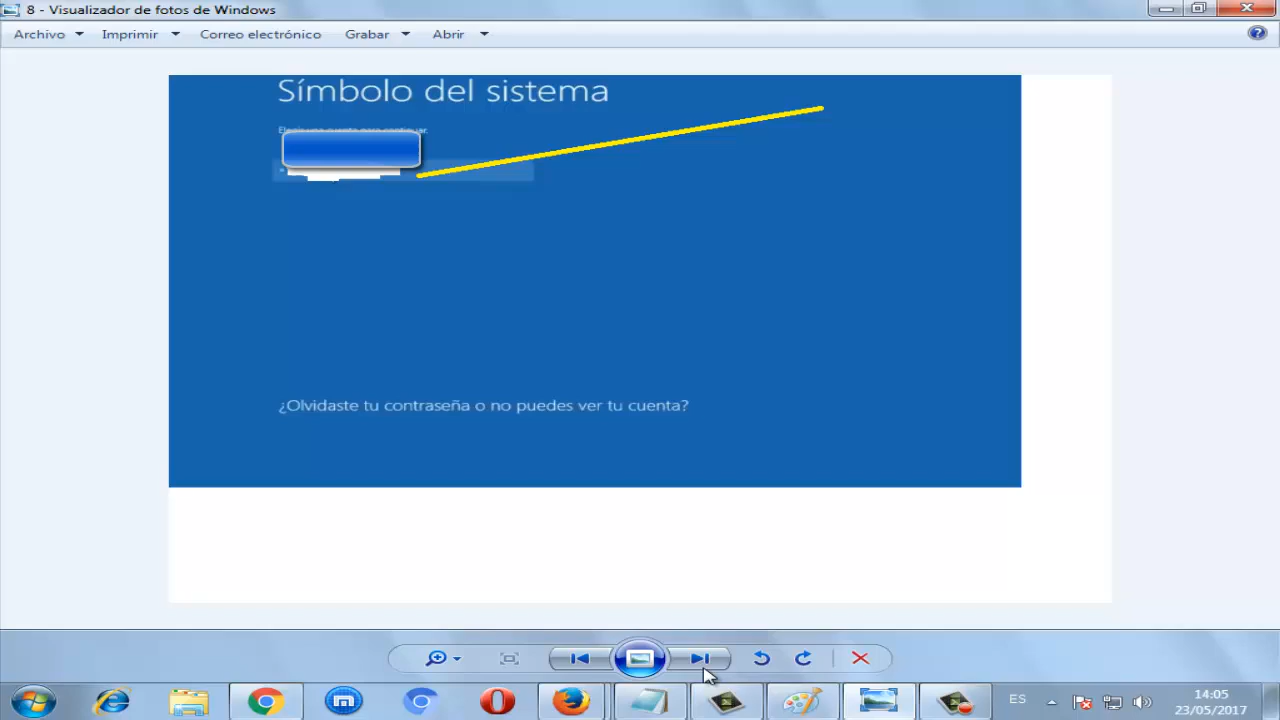 8 - Visualizador de fotos de Windows
Archivo Imprimir Correo electrónico Grabar Abrir
Símbolo del sistema
¿Olvidaste tu contraseña o no puedes ver tu cuenta?
ES
14:05
23/05/2017